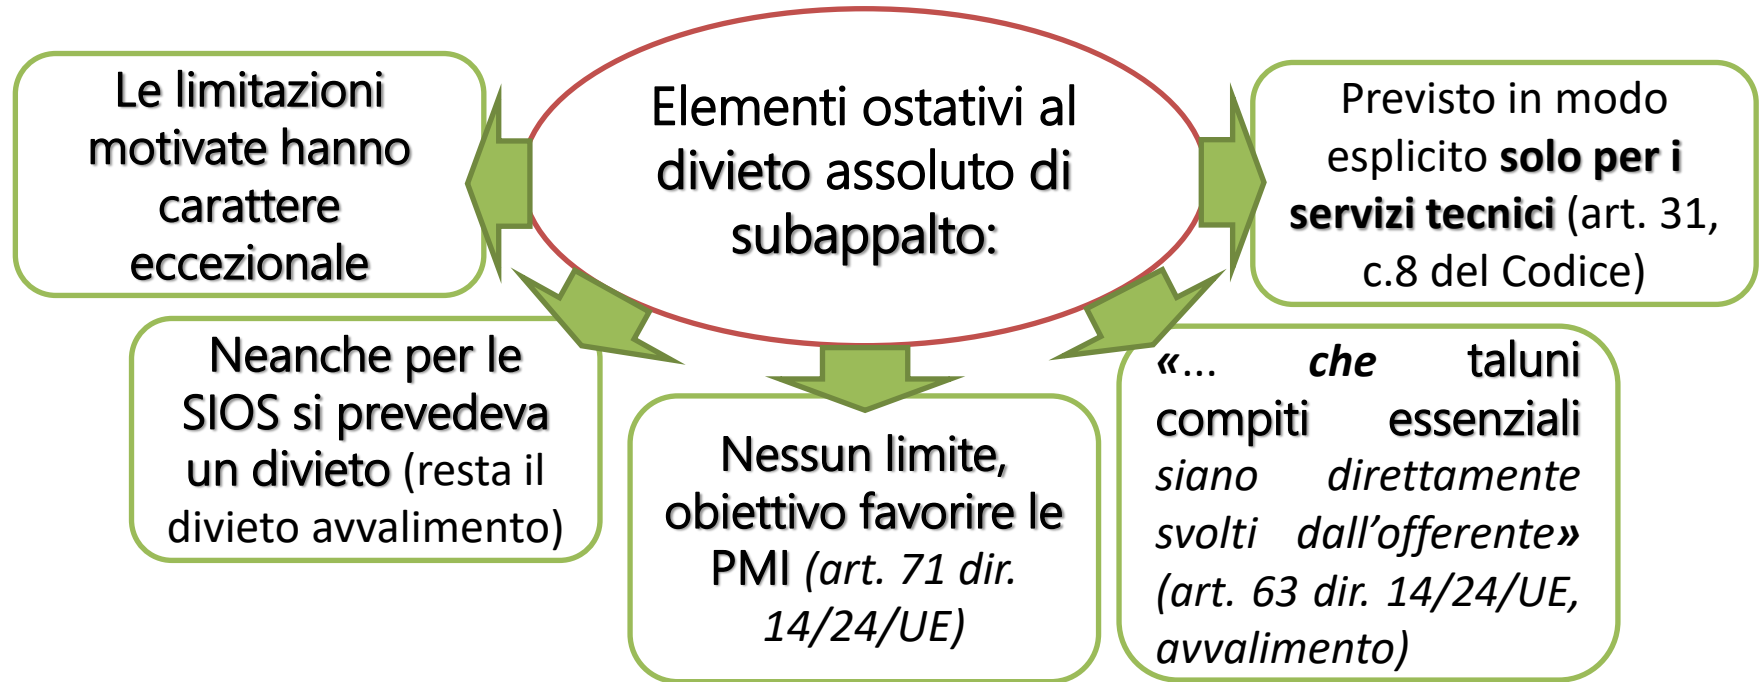 Elementi ostativi al
divieto assoluto di
subappalto:
Le limitazioni
motivate hanno
carattere
eccezionale
Neanche per le
SIOS si prevedeva
un divieto (resta il
divieto avvalimento)
Nessun limite,
obiettivo favorire le
PMI (art. 71 dir.
14/24/UE)
«... che taluni
compiti essenziali
siano direttamente
svolti dall’offerente»
(art. 63 dir. 14/24/UE,
avvalimento)
Previsto in modo
esplicito solo per i
servizi tecnici (art. 31,
c.8 del Codice)